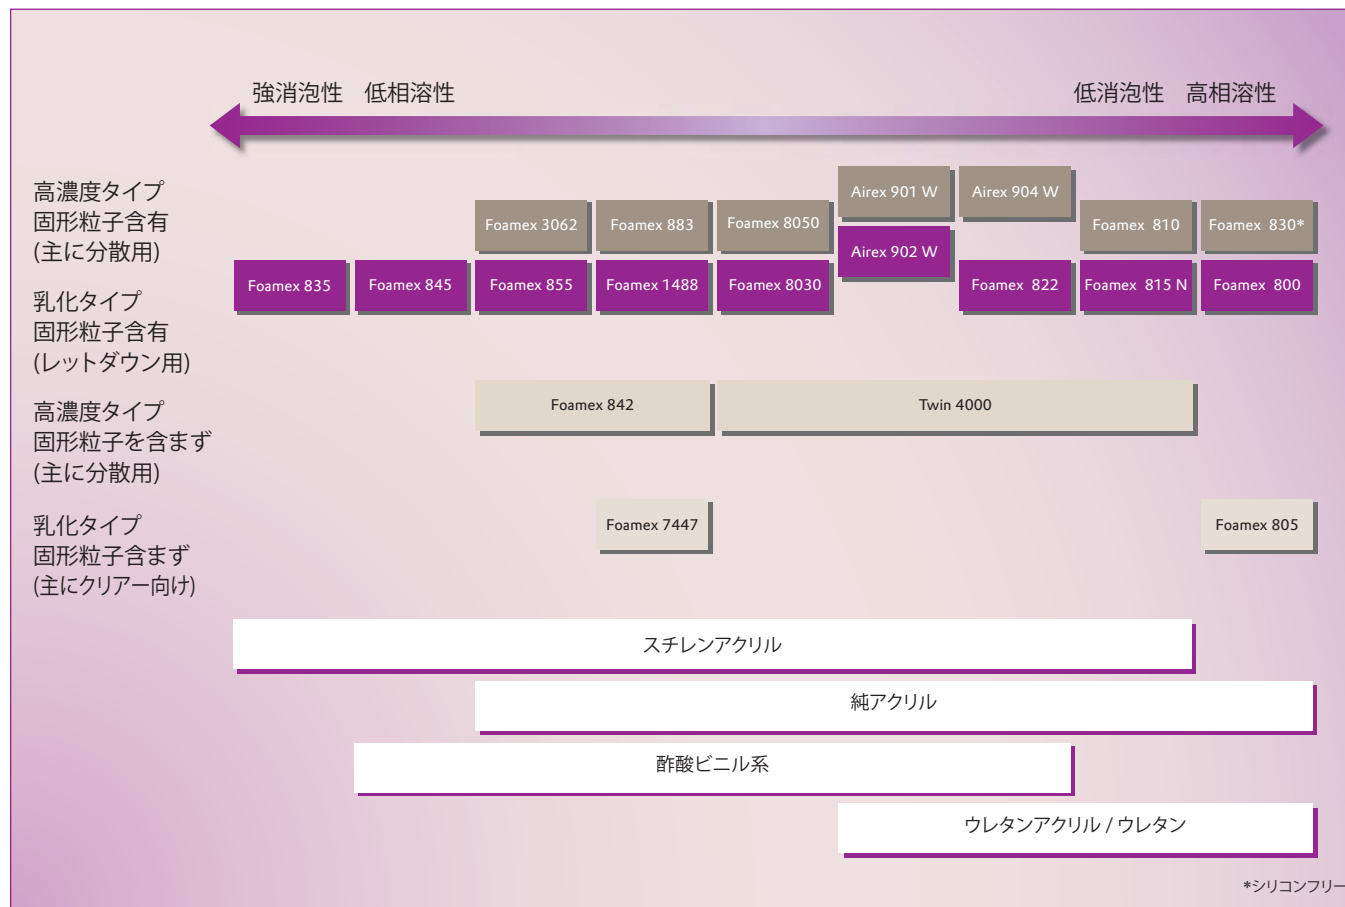 強消泡性 低相溶性
低消泡性 高相溶性
高濃度タイプ
固形粒子含有
(主に分散用)
Airex 901 W
Airex 904 W
Foamex 3062
Foamex 883
Foamex 8050
Foamex 810
Foamex 830*
Airex 902 W
乳化タイプ
固形粒子含有
(レットダウン用)
Foamex 835
Foamex 845
Foamex 855
Foamex 1488
Foamex 8030
Foamex 822
Foamex 815 N
Foamex 800
高濃度タイプ
固形粒子を含まず
(主に分散用)
Foamex 842
Twin 4000
乳化タイプ
固形粒子含まず
(主にクリアー向け)
Foamex 7447
Foamex 805
スチレンアクリル
純アクリル
酢酸ビニル系
ウレタンアクリル / ウレタン
*シリコンフリー